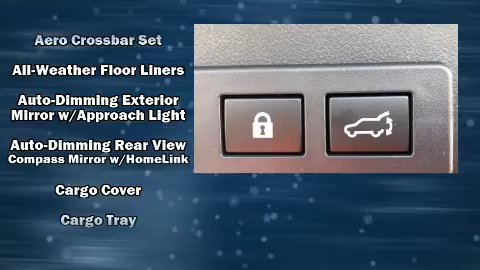 Aero Crossbar Set
All-Weather Floor Liners
Auto-Dimming Exterior
Mirror w/Approach Light
Auto-Dimming Rear View
Compass Mirror w/HomeLink
Cargo Cover
Cargo Tray